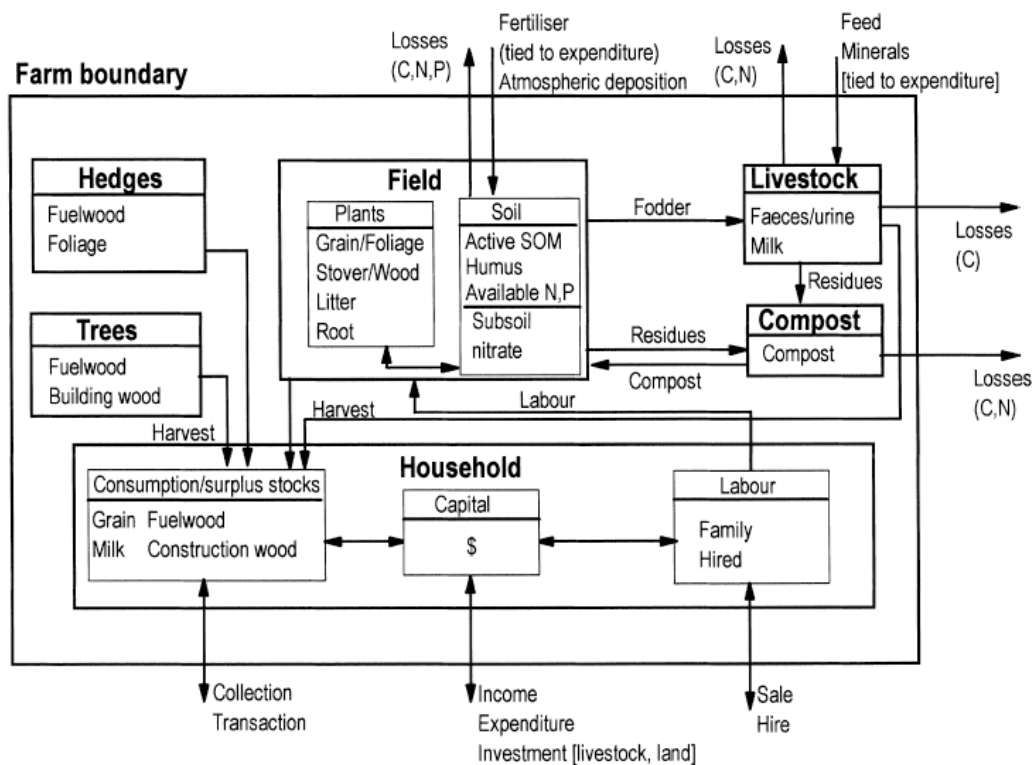 Farm boundary
Losses
(C,N,P)
Fertiliser
(tied to expenditure)
Atmospheric deposition
Losses
(C,N)
Feed
Minerals
[tied to expenditure]
Hedges
Fuelwood
Foliage
Trees
Fuelwood
Building wood
Harvest
Field
Plants
Grain/Foliage
Stover/Wood
Litter
Root
Soil
Active SOM
Humus
Available N,P
Subsoil
nitrate
Fodder
Residues
Compost
Labour
Harvest
Livestock
Faeces/urine
Milk
Losses
(C)
Residues
Compost
Compost
Losses
(C,N)
Household
Consumption/surplus stocks
Grain Fuelwood
Milk Construction wood
Capital
$
Labour
Family
Hired
Collection
Transaction
Income
Expenditure
Investment [livestock, land]
Sale
Hire